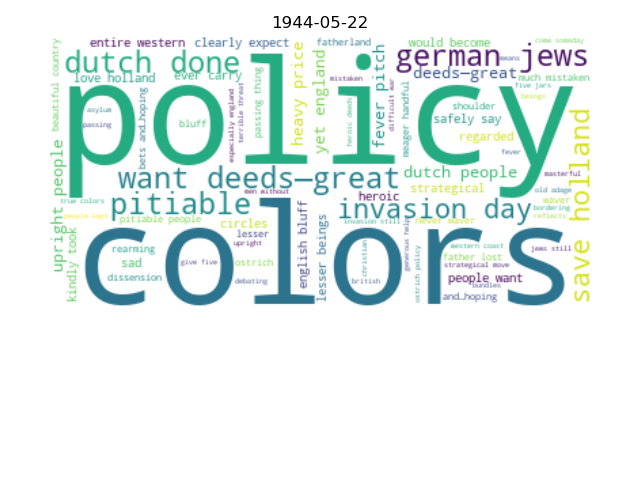 1944-05-22
entire western
clearly expect
fatherland
would become
come someday
dutch done
german jews
means
beautiful country
love holland
ever carry
passing thing
heavy price
yet england
mistaken
fever pitch
deeds—great
much mistaken
five jars
beings
policy
asylum
passing
bets and..hoping
bluff
especially england
terrible threat
heroic deeds
difficult war
meager handful
shoulder
safely say
regarded
fever
upright people
want deeds—great
dutch people
strategical
masterful
men without
heroic
old adage
save holland
true colors
pitiable
invasion day
waver
bordering
reflects
people kept
pitiable people
circles
lesser
upright
english bluff
lesser beings
invasion still
never waver
colors
kindly took
rearming
sad
dissension
give five
ostrich
debating
christian
british
generous help
ostrich policy
western coast
father lost
strategical move
jews still
people want
bundles
and…hoping